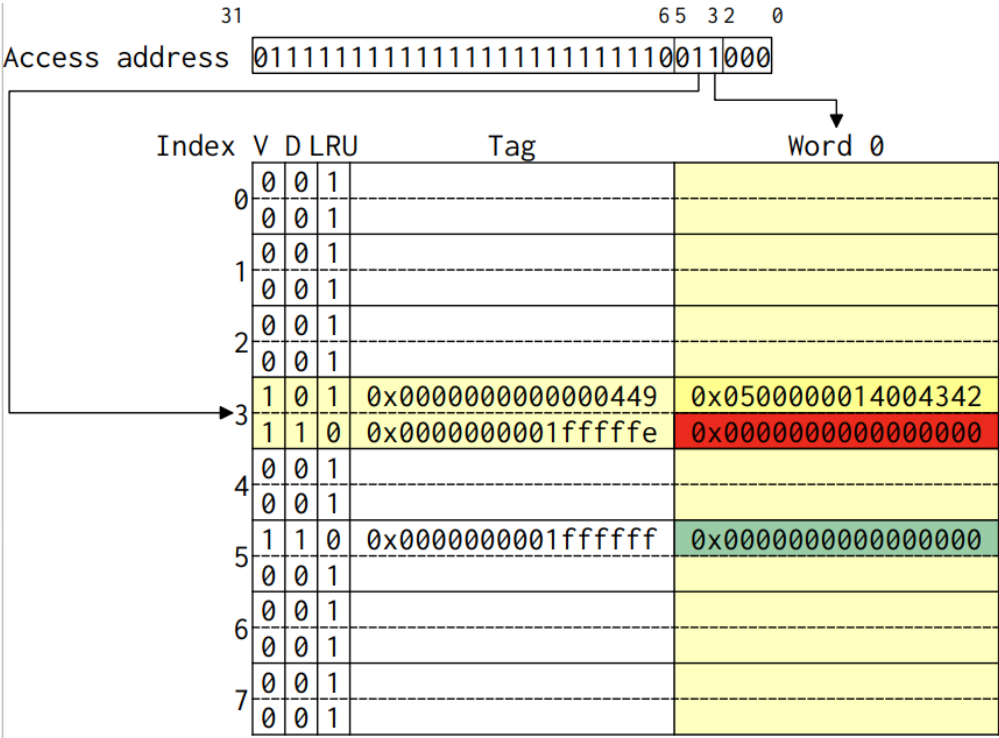 31 6 5 3 2 0
Access address 01111111111111111111111110011000
Index V D LRU Tag Word 0
0 0 0 1
0 0 1
1 0 0 1
0 0 1
2 0 0 1
0 0 1
3 1 0 1 0x0000000000000449 0x0500000014004342
1 1 0 0x0000000001fffffe 0x0000000000000000
4 0 0 1
0 0 1
5 1 1 0 0x0000000001ffffff 0x0000000000000000
0 0 1
6 0 0 1
0 0 1
7 0 0 1
0 0 1